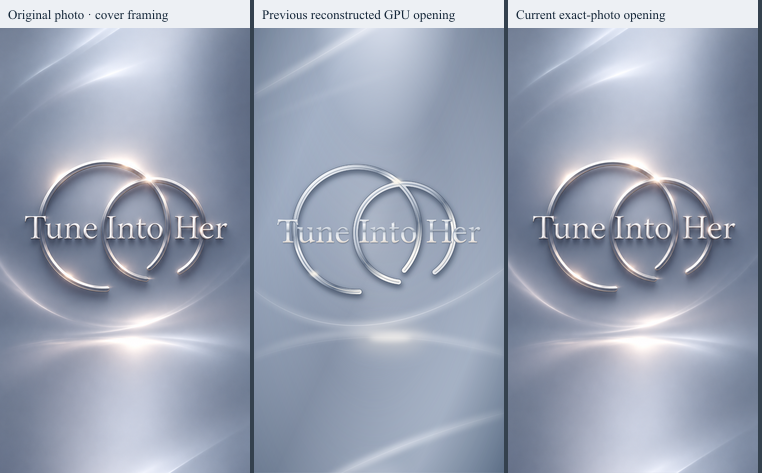 Original photo · cover framing
Previous reconstructed GPU opening
Current exact-photo opening
Tune Into Her
Tune Into Her
Tune Into Her